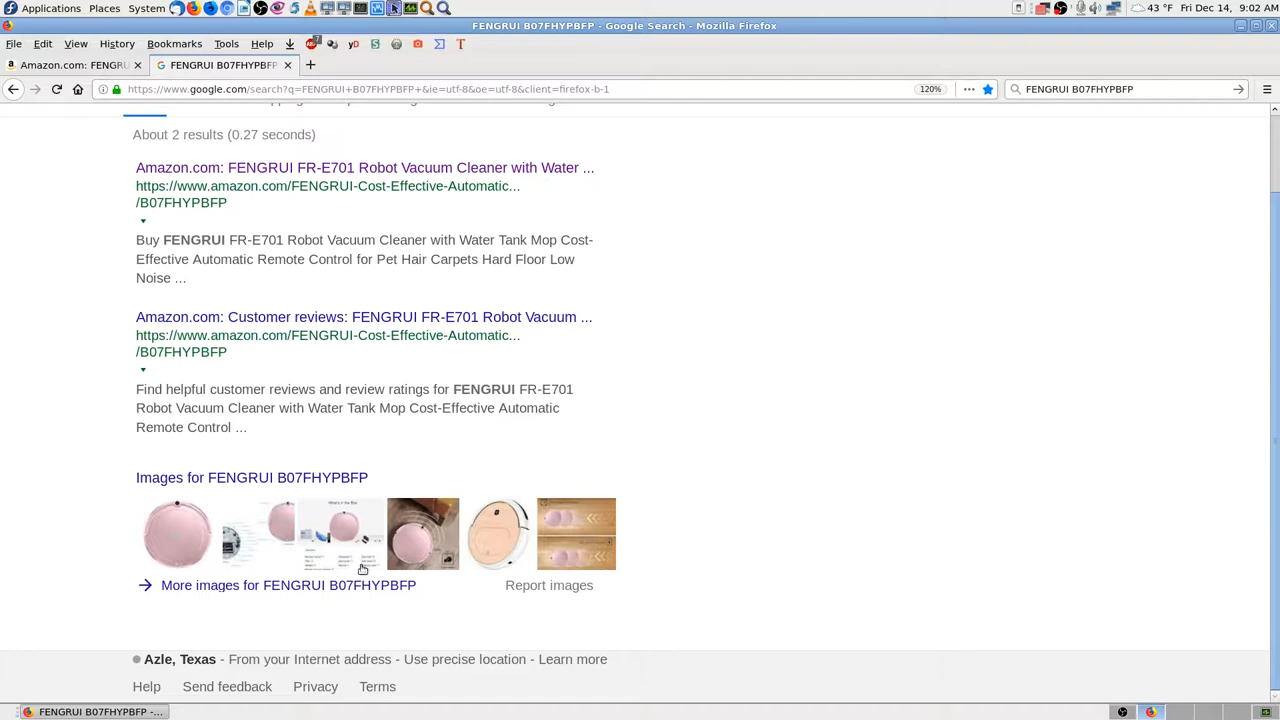 Applications Places System 43 °F Fri Dec 14, 9:02 AM
FENGRUI B07FHYPBFP - Google Search - Mozilla Firefox
File Edit View History Bookmarks Tools Help 7 yD S T
Amazon.com: FENGRU FENGRUI B07FHYPBFP
https://www.google.com/search?q=FENGRUI+B07FHYPBFP+&ie=utf-8&oe=utf-8&client=firefox-b-1 120% FENGRUI B07FHYPBFP
About 2 results (0.27 seconds)
Amazon.com: FENGRUI FR-E701 Robot Vacuum Cleaner with Water ...
https://www.amazon.com/FENGRUI-Cost-Effective-Automatic...
/B07FHYPBFP
Buy FENGRUI FR-E701 Robot Vacuum Cleaner with Water Tank Mop Cost-
Effective Automatic Remote Control for Pet Hair Carpets Hard Floor Low
Noise ...
Amazon.com: Customer reviews: FENGRUI FR-E701 Robot Vacuum ...
https://www.amazon.com/FENGRUI-Cost-Effective-Automatic...
/B07FHYPBFP
Find helpful customer reviews and review ratings for FENGRUI FR-E701
Robot Vacuum Cleaner with Water Tank Mop Cost-Effective Automatic
Remote Control ...
Images for FENGRUI B07FHYPBFP
What's in the Box
More images for FENGRUI B07FHYPBFP Report images
Azle, Texas - From your Internet address - Use precise location - Learn more
Help Send feedback Privacy Terms
FENGRUI B07FHYPBFP -...